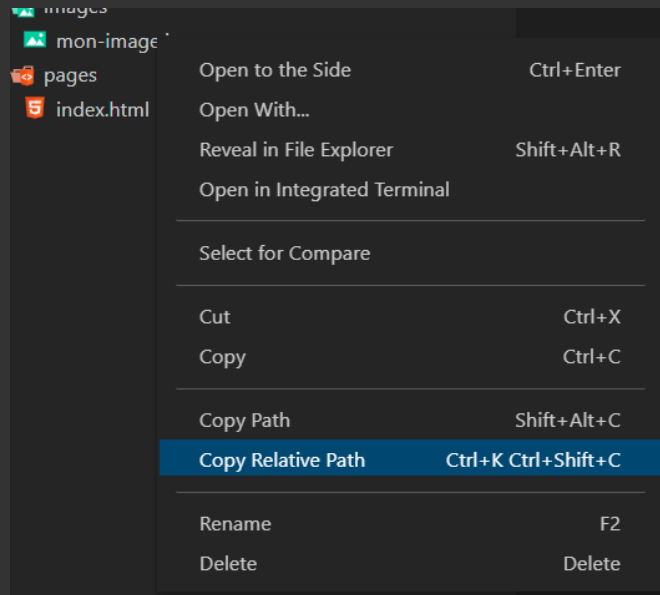 images
mon-image
pages
index.html
Open to the Side Ctrl+Enter
Open With...
Reveal in File Explorer Shift+Alt+R
Open in Integrated Terminal
Select for Compare
Cut Ctrl+X
Copy Ctrl+C
Copy Path Shift+Alt+C
Copy Relative Path Ctrl+K Ctrl+Shift+C
Rename F2
Delete Delete